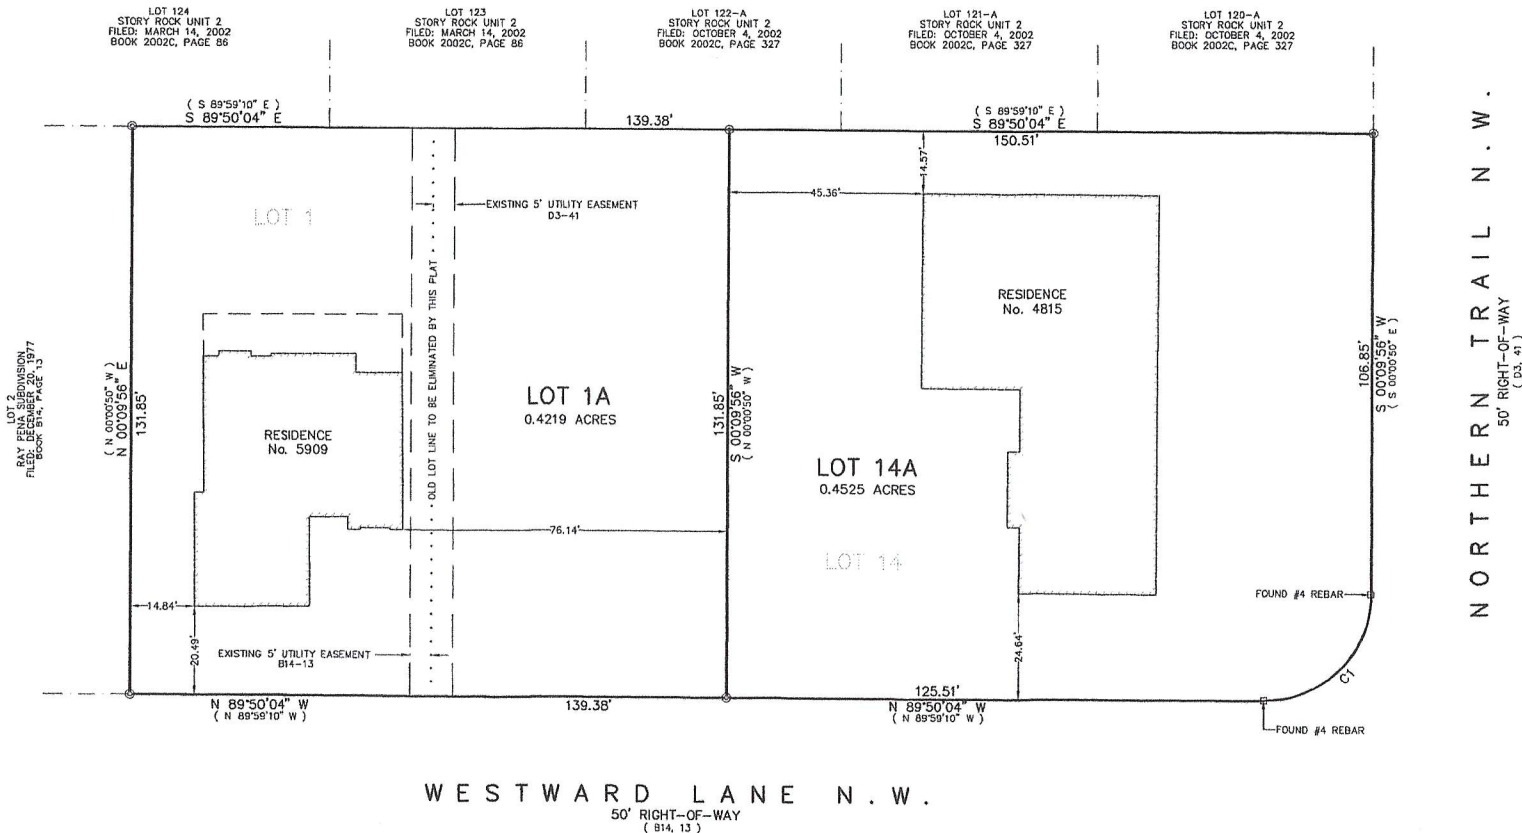 LOT 124
STORY ROCK UNIT 2
FILED: MARCH 14, 2002
BOOK 2002C, PAGE 86
LOT 123
STORY ROCK UNIT 2
FILED: MARCH 14, 2002
BOOK 2002C, PAGE 86
LOT 122-A
STORY ROCK UNIT 2
FILED: OCTOBER 4, 2002
BOOK 2002C, PAGE 327
LOT 121-A
STORY ROCK UNIT 2
FILED: OCTOBER 4, 2002
BOOK 2002C, PAGE 327
LOT 120-A
STORY ROCK UNIT 2
FILED: OCTOBER 4, 2002
BOOK 2002C, PAGE 327
( S 89°59'10" E )
S 89°50'04" E
139.38'
( S 89°59'10" E )
S 89°50'04" E
150.51'
14.57'
45.36'
LOT 1
EXISTING 5' UTILITY EASEMENT
D3-41
OLD LOT LINE TO BE ELIMINATED BY THIS PLAT
RESIDENCE
No. 4815
LOT 2
RAY PENA SUBDIVISION
FILED: DECEMBER 20, 1977
BOOK B14, PAGE 13
( N 00°00'50" W )
N 00°09'56" E
131.85'
RESIDENCE
No. 5909
LOT 1A
0.4219 ACRES
131.85'
S 00°09'56" W
( N 00°00'50" W )
LOT 14A
0.4525 ACRES
LOT 14
106.85'
S 00°09'56" W
( S 00°00'50" E )
NORTHERN TRAIL N.W.
50' RIGHT-OF-WAY
( D3, 41 )
76.14'
14.84'
20.49'
EXISTING 5' UTILITY EASEMENT
B14-13
24.64'
FOUND #4 REBAR
C1
N 89°50'04" W
( N 89°59'10" W )
139.38'
125.51'
N 89°50'04" W
( N 89°59'10" W )
FOUND #4 REBAR
WESTWARD LANE N.W.
50' RIGHT-OF-WAY
( B14, 13 )